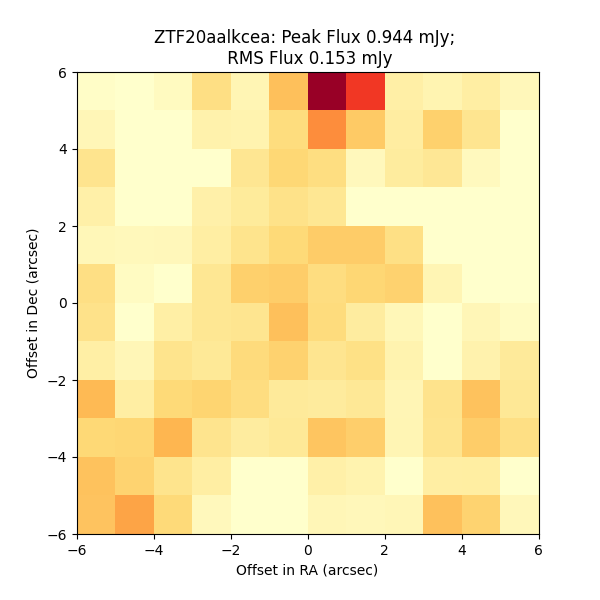 ZTF20aalkcea: Peak Flux 0.944 mJy;
RMS Flux 0.153 mJy
6
4
2
0
−2
−4
−6
Offset in Dec (arcsec)
−6 −4 −2 0 2 4 6
Offset in RA (arcsec)